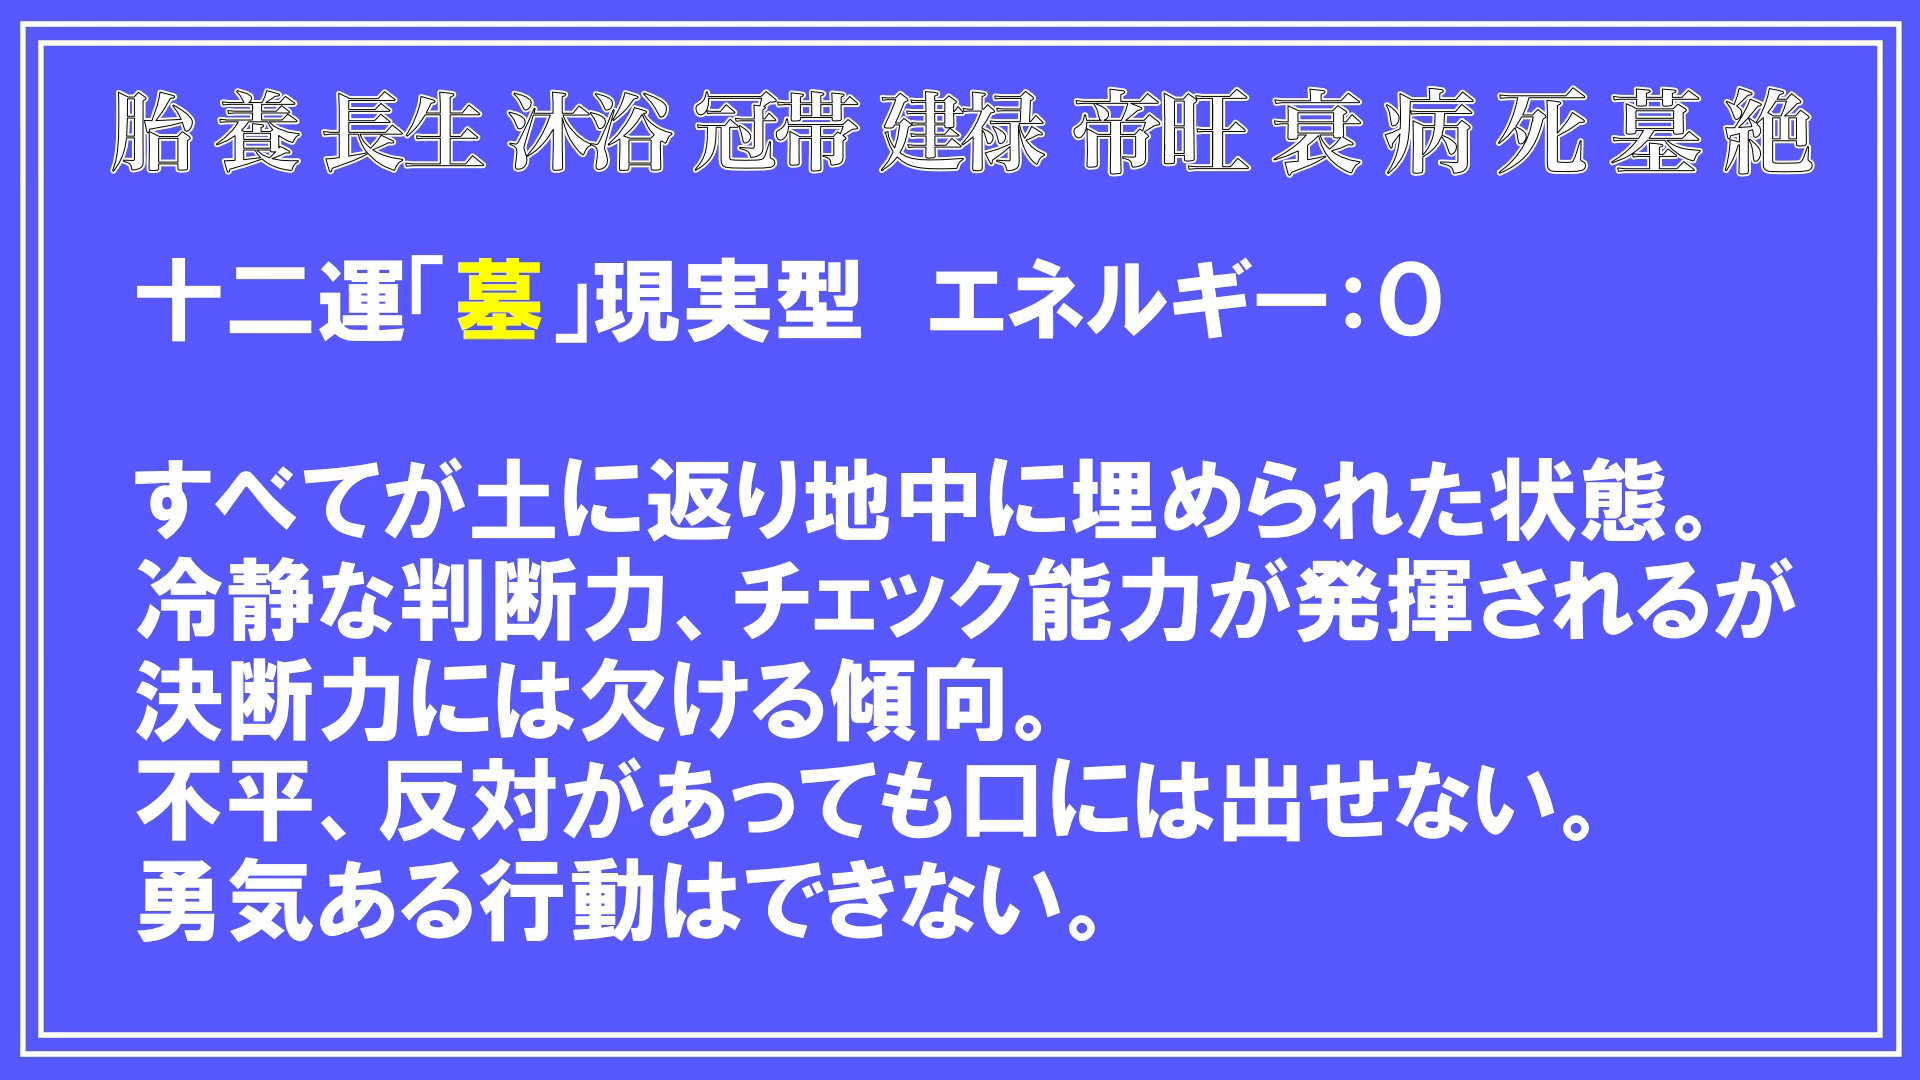 胎 養 長生 沐浴 冠帯 建禄 帝旺 衰 病 死 墓 絶
十二運「墓」現実型　エネルギー：０
すべてが土に返り地中に埋められた状態。
冷静な判断力、チェック能力が発揮されるが
決断力には欠ける傾向。
不平、反対があっても口には出せない。
勇気ある行動はできない。